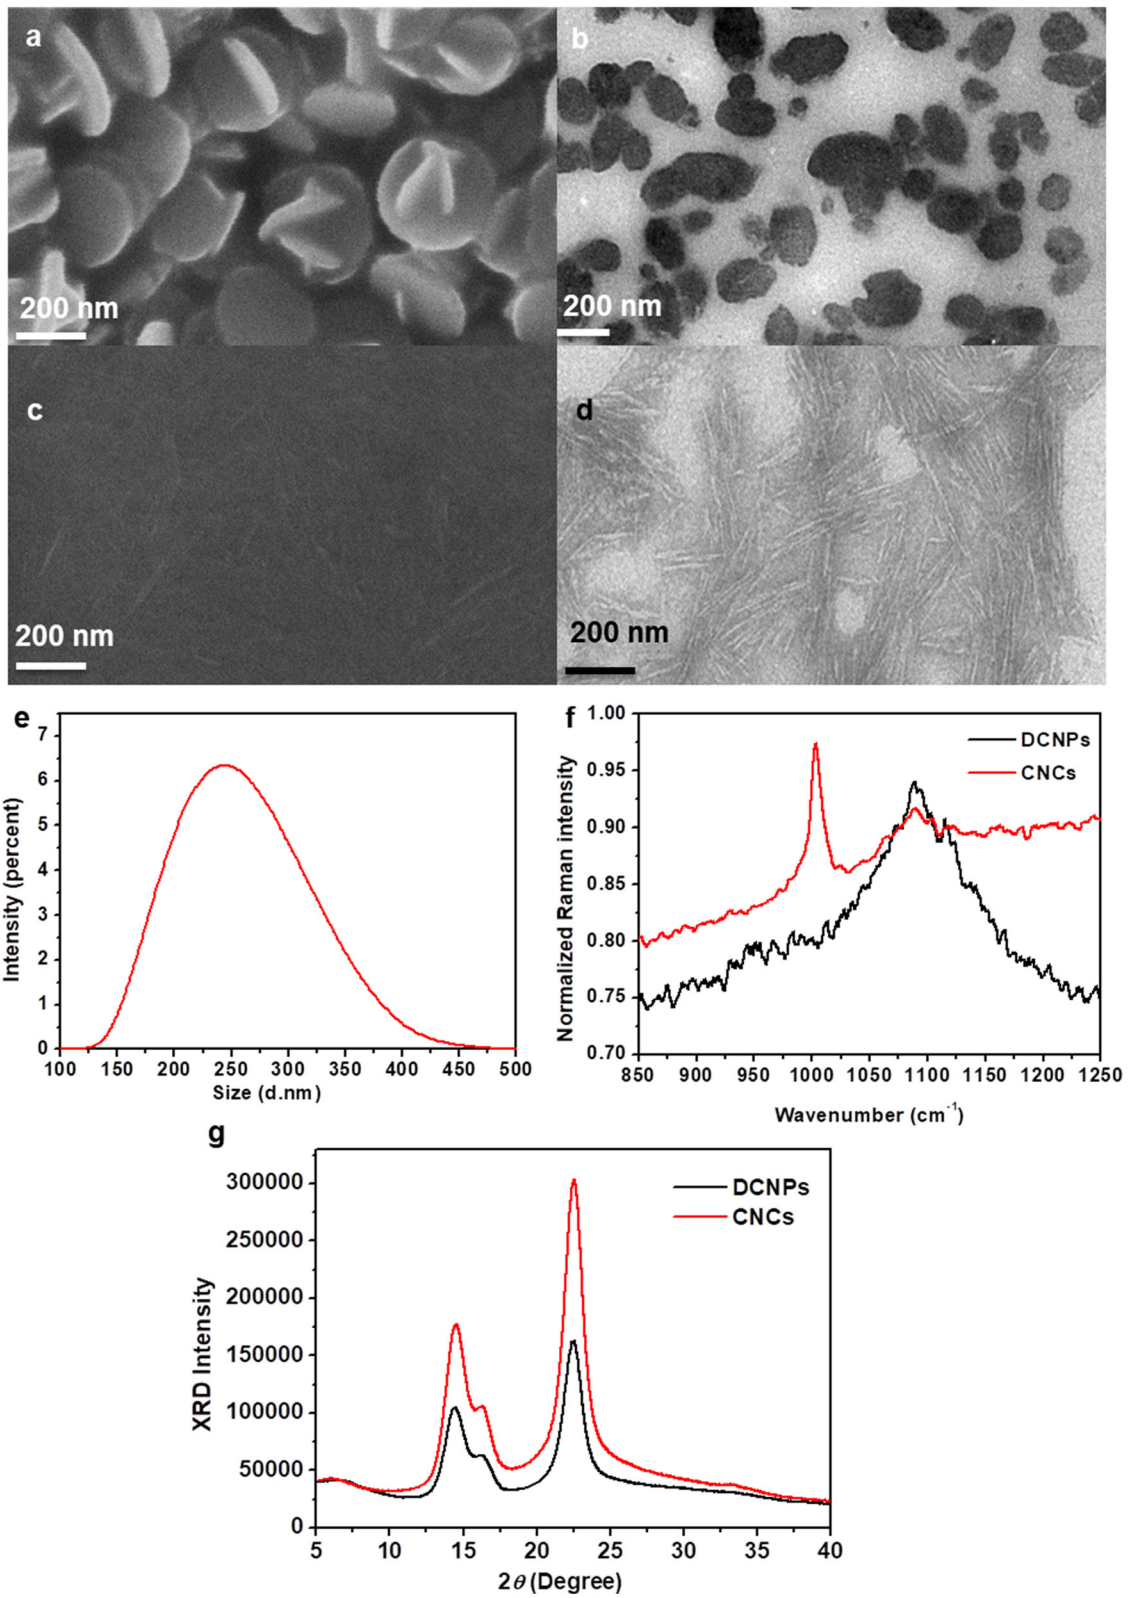 a
b
200 nm
200 nm
c
d
200 nm
200 nm
e
7
6
5
4
3
2
1
0
Intensity (percent)
100 150 200 250 300 350 400 450 500
Size (d.nm)
f
1.00
0.95
0.90
0.85
0.80
0.75
0.70
Normalized Raman intensity
DCNPs
CNCs
850 900 950 1000 1050 1100 1150 1200 1250
Wavenumber (cm⁻¹)
g
300000
250000
200000
150000
100000
50000
0
XRD Intensity
DCNPs
CNCs
5 10 15 20 25 30 35 40
2θ (Degree)